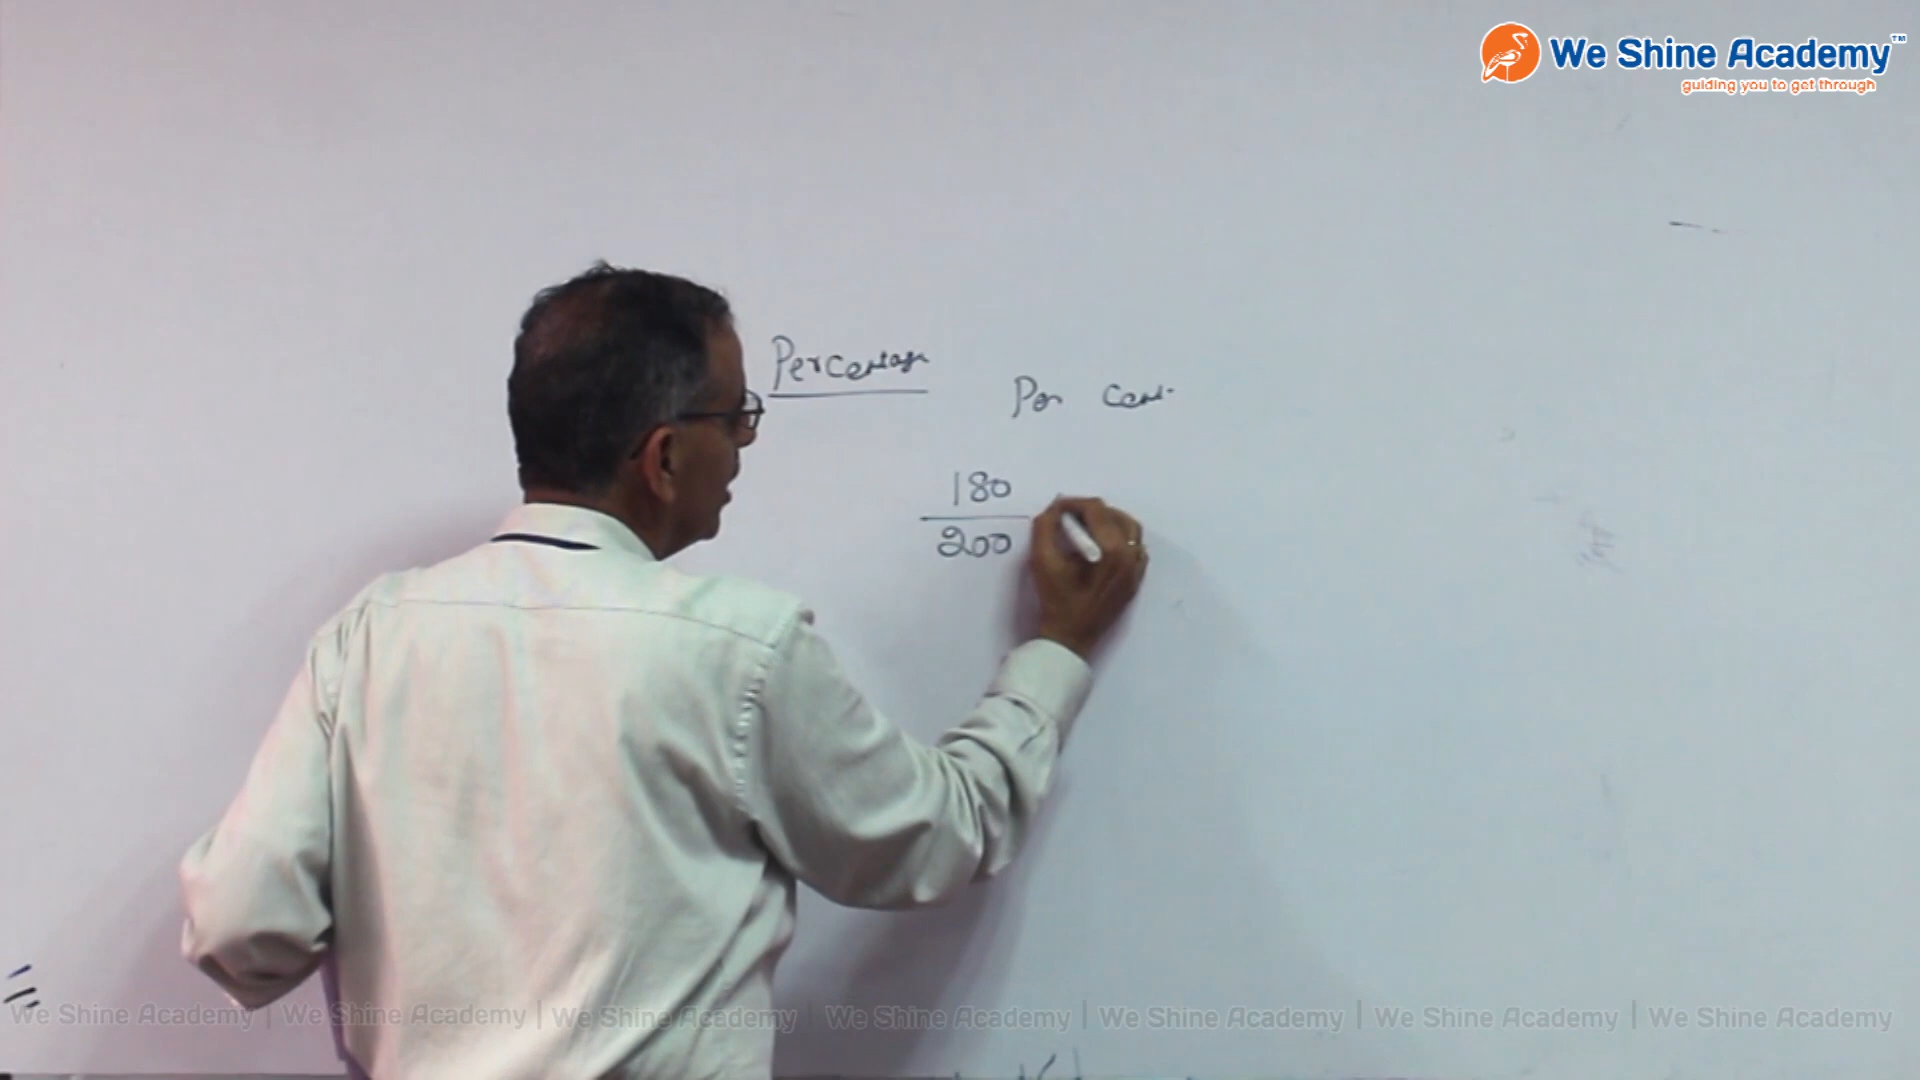 We Shine Academy™
guiding you to get through
Percentage
Per cent
180
200
We Shine Academy | We Shine Academy | We Shine Academy | We Shine Academy | We Shine Academy | We Shine Academy | We Shine Academy